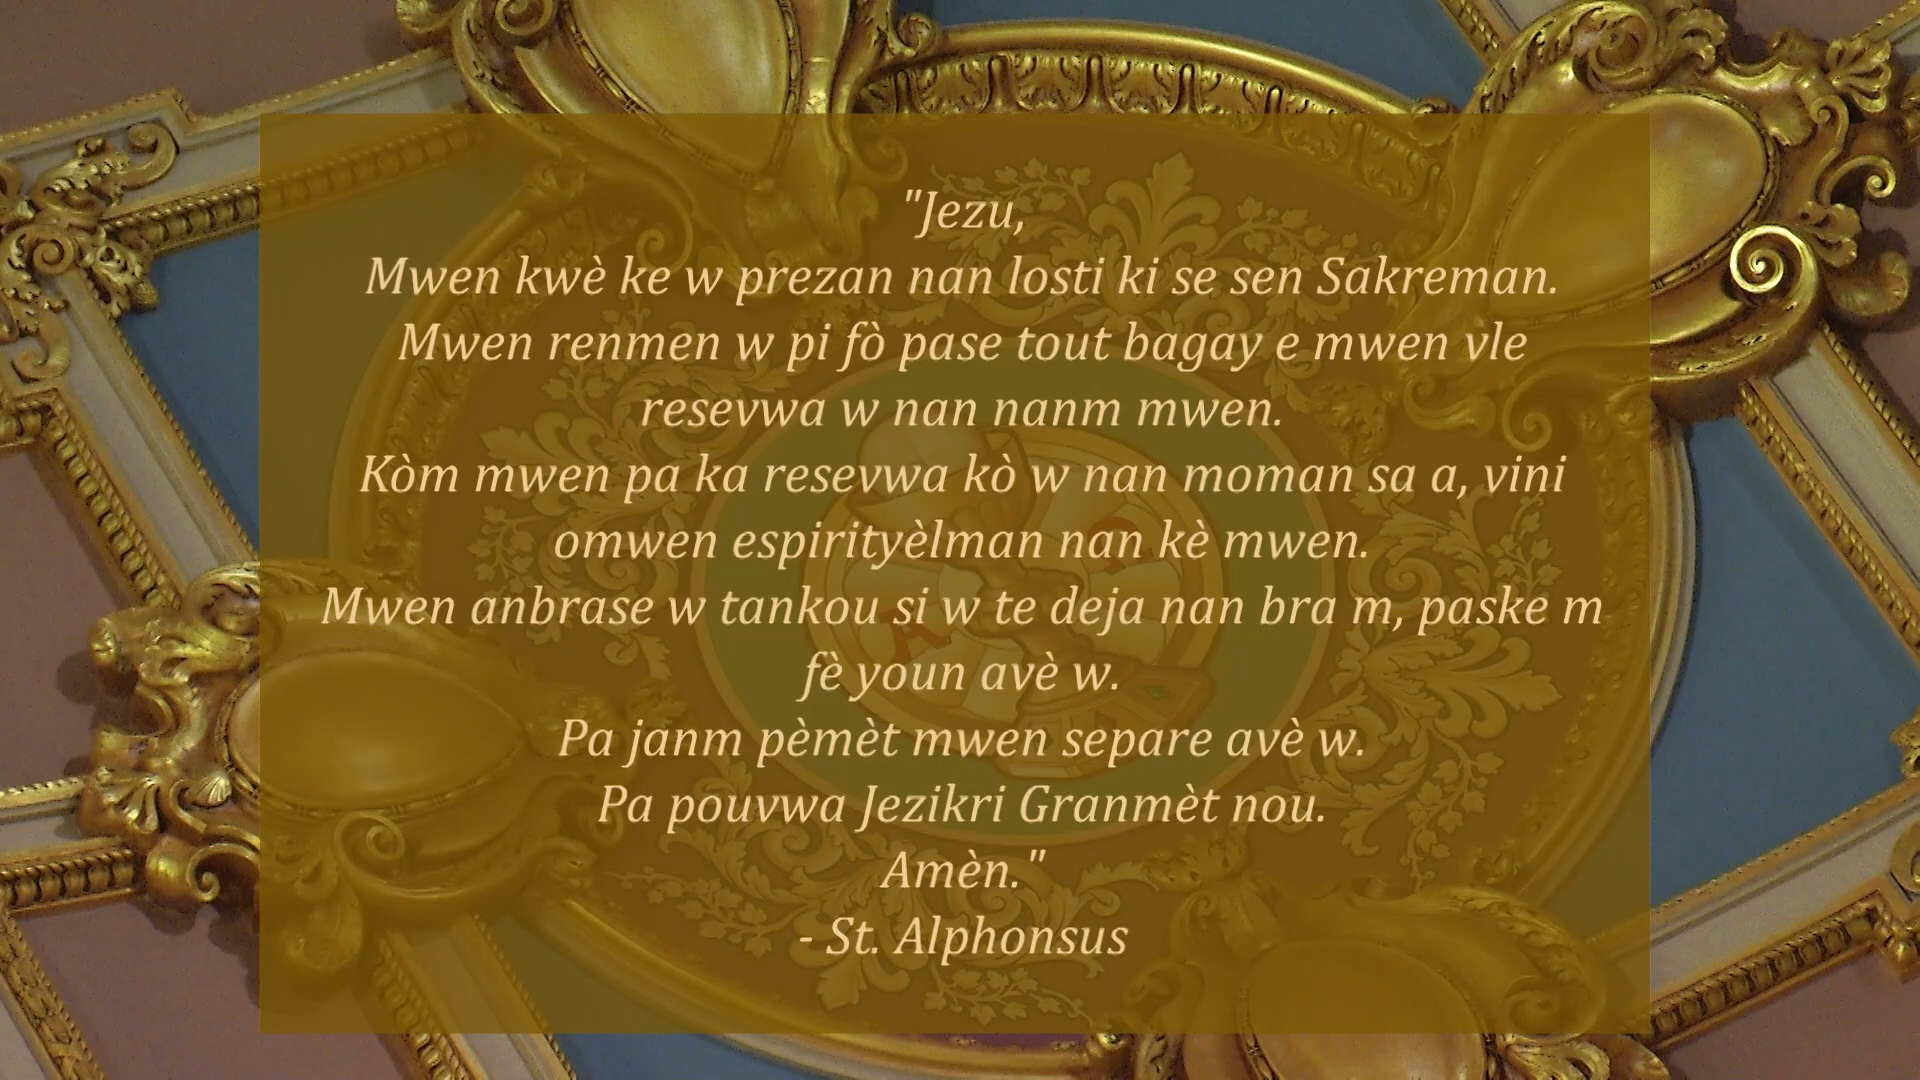 "Jezu,
Mwen kwè ke w prezan nan losti ki se sen Sakreman.
Mwen renmen w pi fò pase tout bagay e mwen vle
resevwa w nan nanm mwen.
Kòm mwen pa ka resevwa kò w nan moman sa a, vini
omwen espirityèlman nan kè mwen.
Mwen anbrase w tankou si w te deja nan bra m, paske m
fè youn avè w.
Pa janm pèmèt mwen separe avè w.
Pa pouvwa Jezikri Granmèt nou.
Amèn."
- St. Alphonsus